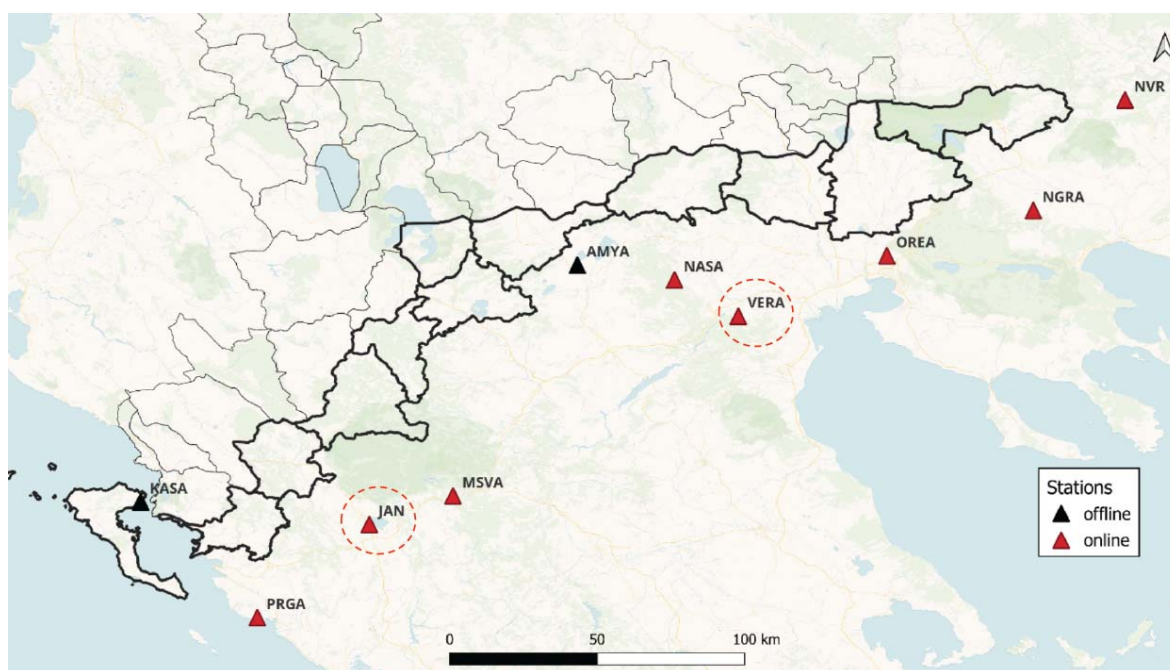 NVR
NGRA
OREA
AMYA
NASA
VERA
KASA
MSVA
JAN
PRGA
Stations
offline
online
0 50 100 km